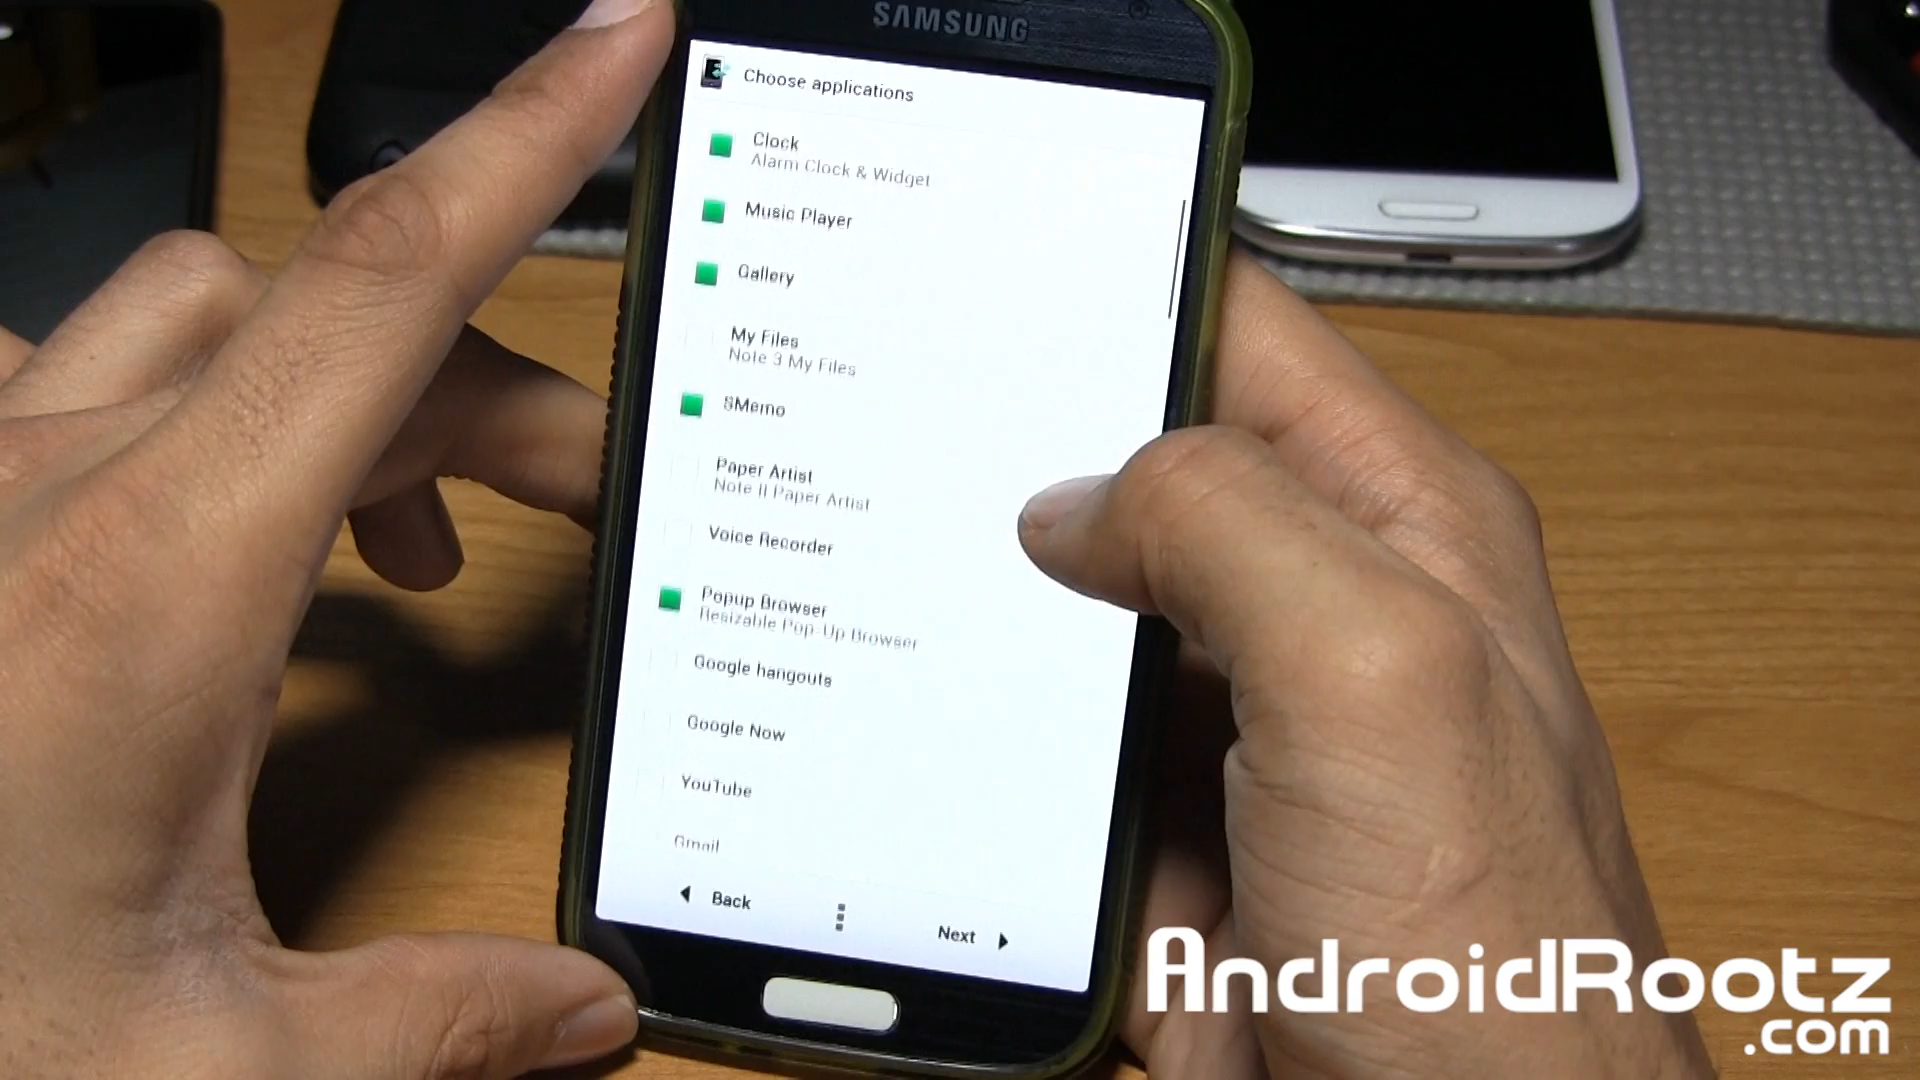 SAMSUNG
Choose applications
Clock
Alarm Clock & Widget
Music Player
Gallery
My Files
Note 3 My Files
SMemo
Paper Artist
Note II Paper Artist
Voice Recorder
Popup Browser
Resizable Pop-Up Browser
Google hangouts
Google Now
YouTube
Gmail
Back
Next
AndroidRootz
.com